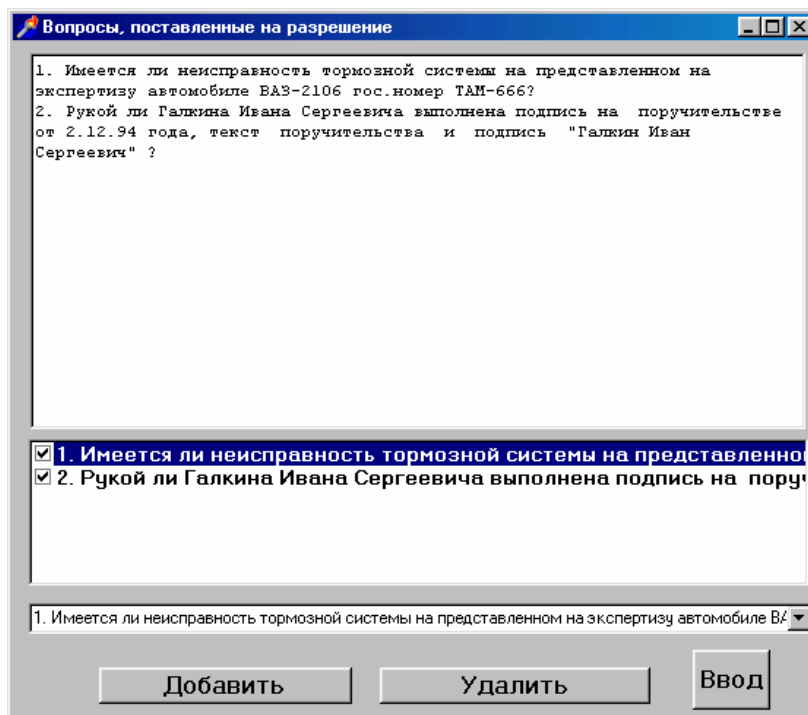 Вопросы, поставленные на разрешение
1. Имеется ли неисправность тормозной системы на представленном на
экспертизу автомобиле ВАЗ-2106 гос.номер ТАМ-666?
2. Рукой ли Галкина Ивана Сергеевича выполнена подпись на поручительстве
от 2.12.94 года, текст поручительства и подпись "Галкин Иван
Сергеевич" ?
1. Имеется ли неисправность тормозной системы на представленно
2. Рукой ли Галкина Ивана Сергеевича выполнена подпись на поруч
1. Имеется ли неисправность тормозной системы на представленном на экспертизу автомобиле ВА
Добавить
Удалить
Ввод